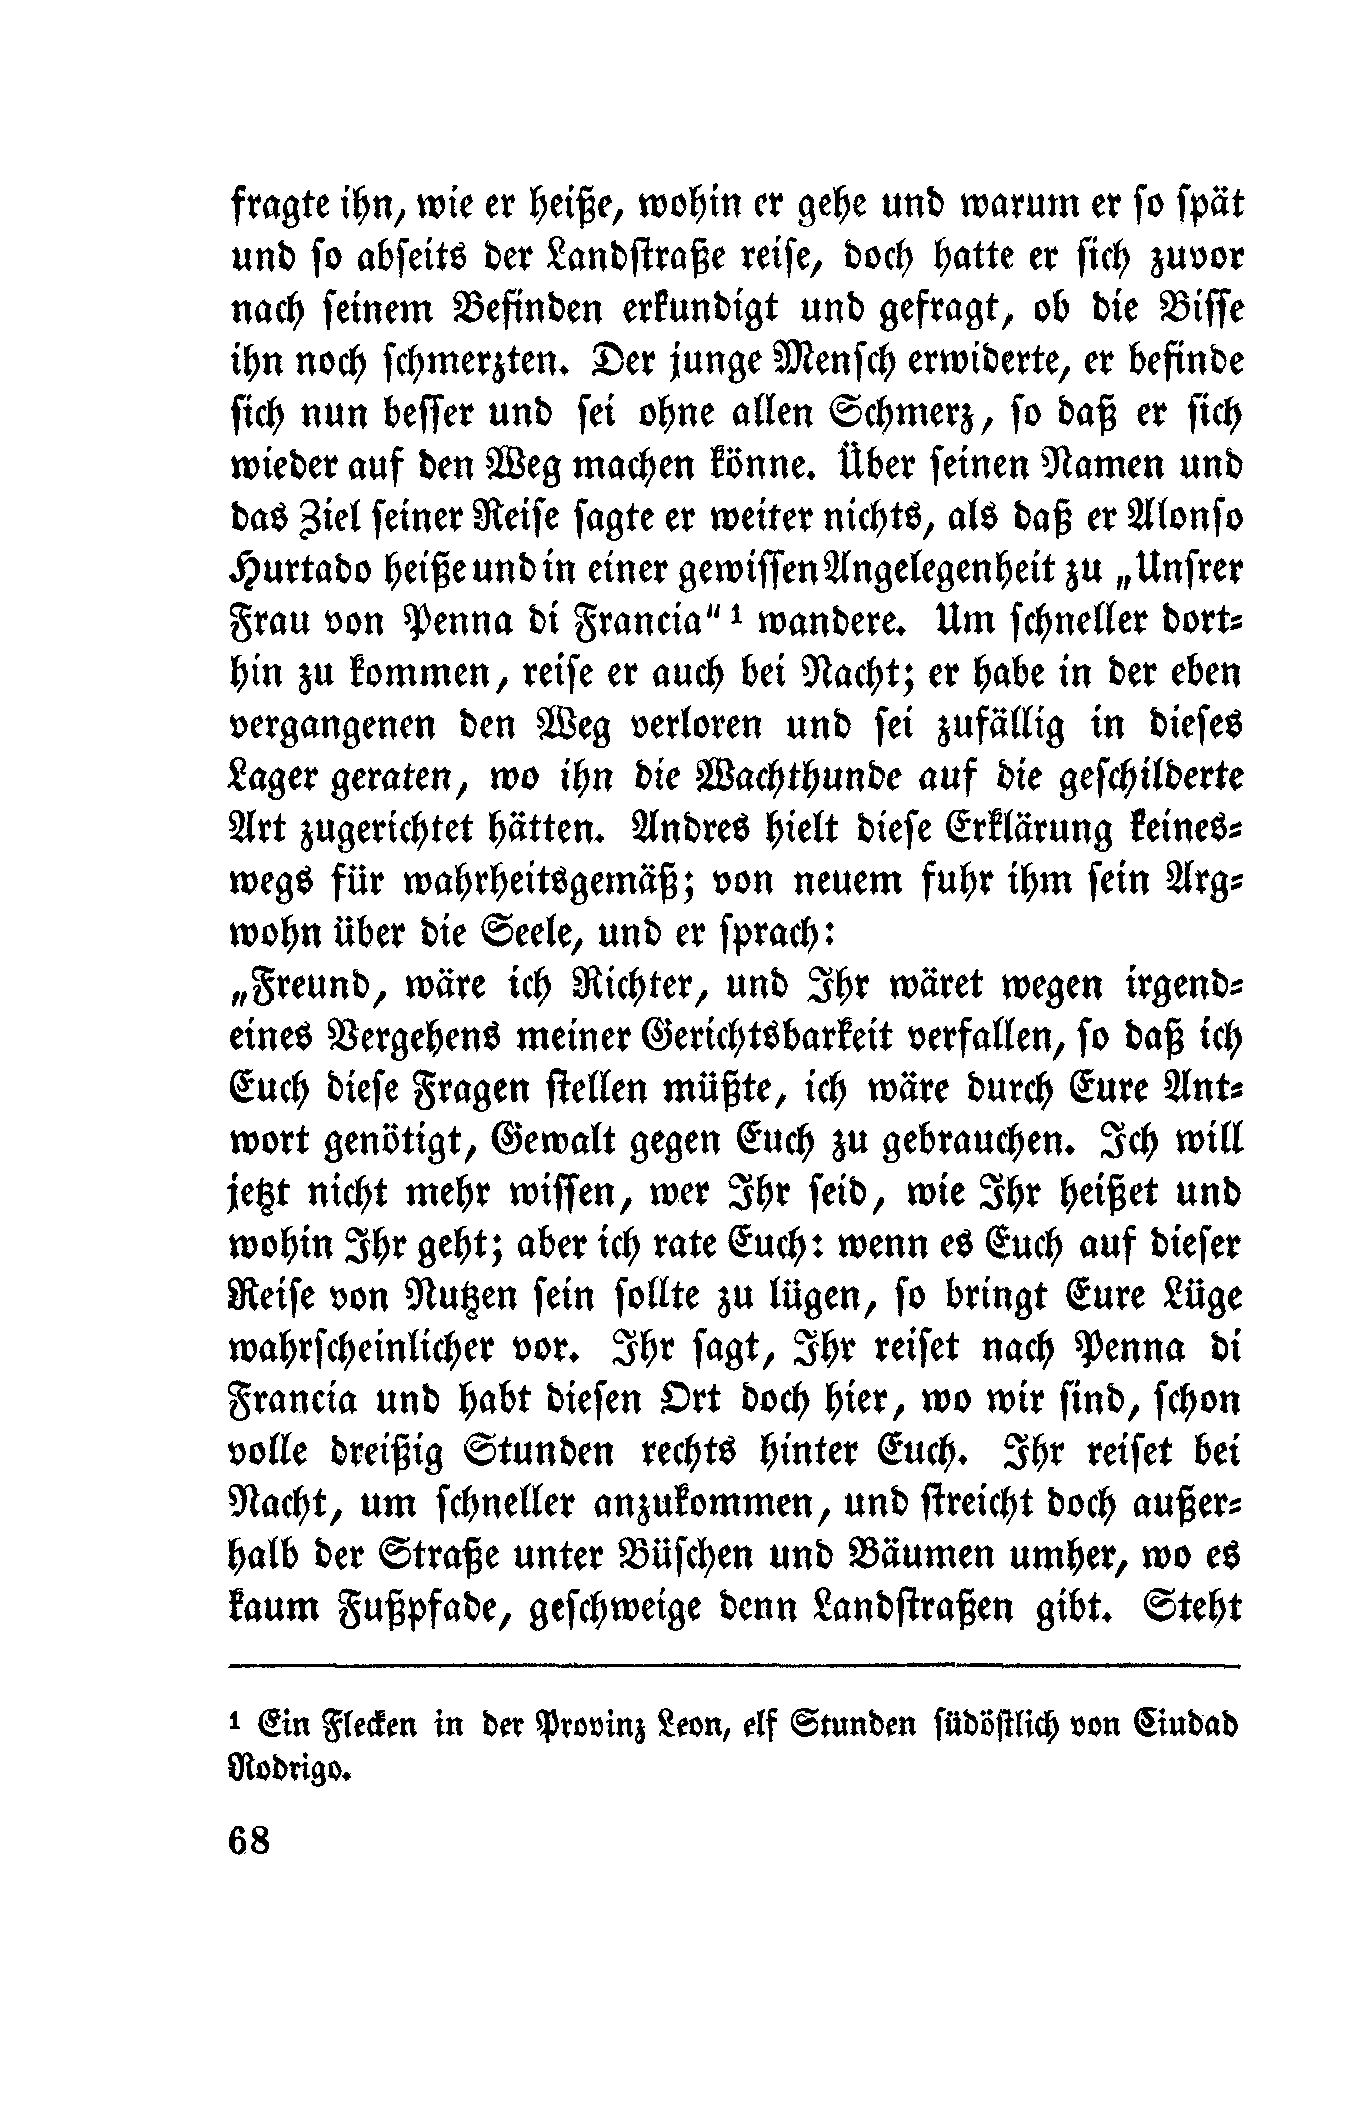 fragte ihn, wie er heiße, wohin er gehe und warum er so spät
und so abseits der Landstraße reise, doch hatte er sich zuvor
nach seinem Befinden erkundigt und gefragt, ob die Bisse
ihn noch schmerzten. Der junge Mensch erwiderte, er befinde
sich nun besser und sei ohne allen Schmerz, so daß er sich
wieder auf den Weg machen könne. Über seinen Namen und
das Ziel seiner Reise sagte er weiter nichts, als daß er Alonso
Hurtado heiße und in einer gewissen Angelegenheit zu „Unsrer
Frau von Penna di Francia“¹ wandere. Um schneller dort-
hin zu kommen, reise er auch bei Nacht; er habe in der eben
vergangenen den Weg verloren und sei zufällig in dieses
Lager geraten, wo ihn die Wachthunde auf die geschilderte
Art zugerichtet hätten. Andres hielt diese Erklärung keines-
wegs für wahrheitsgemäß; von neuem fuhr ihm sein Arg-
wohn über die Seele, und er sprach:
„Freund, wäre ich Richter, und Ihr wäret wegen irgend-
eines Vergehens meiner Gerichtsbarkeit verfallen, so daß ich
Euch diese Fragen stellen müßte, ich wäre durch Eure Ant-
wort genötigt, Gewalt gegen Euch zu gebrauchen. Ich will
jetzt nicht mehr wissen, wer Ihr seid, wie Ihr heißet und
wohin Ihr geht; aber ich rate Euch: wenn es Euch auf dieser
Reise von Nutzen sein sollte zu lügen, so bringt Eure Lüge
wahrscheinlicher vor. Ihr sagt, Ihr reiset nach Penna di
Francia und habt diesen Ort doch hier, wo wir sind, schon
volle dreißig Stunden rechts hinter Euch. Ihr reiset bei
Nacht, um schneller anzukommen, und streicht doch außer-
halb der Straße unter Büschen und Bäumen umher, wo es
kaum Fußpfade, geschweige denn Landstraßen gibt. Steht
¹ Ein Flecken in der Provinz Leon, elf Stunden südöstlich von Ciudad
Rodrigo.
68